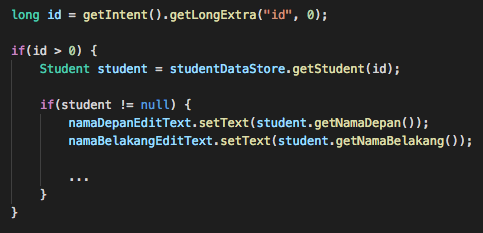 long id = getIntent().getLongExtra("id", 0);
if(id > 0) {
Student student = studentDataStore.getStudent(id);
if(student != null) {
namaDepanEditText.setText(student.getNamaDepan());
namaBelakangEditText.setText(student.getNamaBelakang());
...
}
}